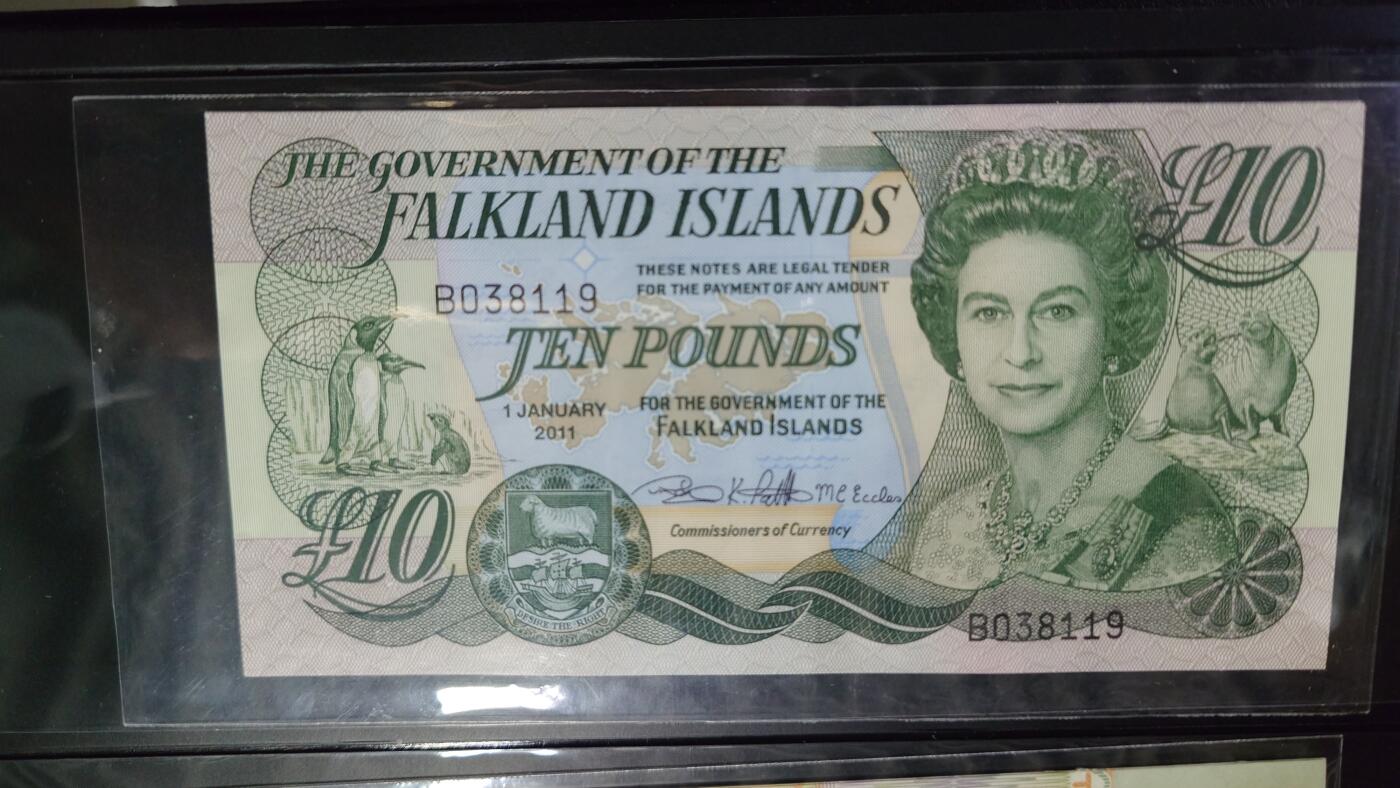 THE GOVERNMENT OF THE
FALKLAND ISLANDS
£10
THESE NOTES ARE LEGAL TENDER
FOR THE PAYMENT OF ANY AMOUNT
B038119
TEN POUNDS
1 JANUARY
2011
FOR THE GOVERNMENT OF THE
FALKLAND ISLANDS
£10
Commissioners of Currency
DESIRE THE RIGHT
B038119